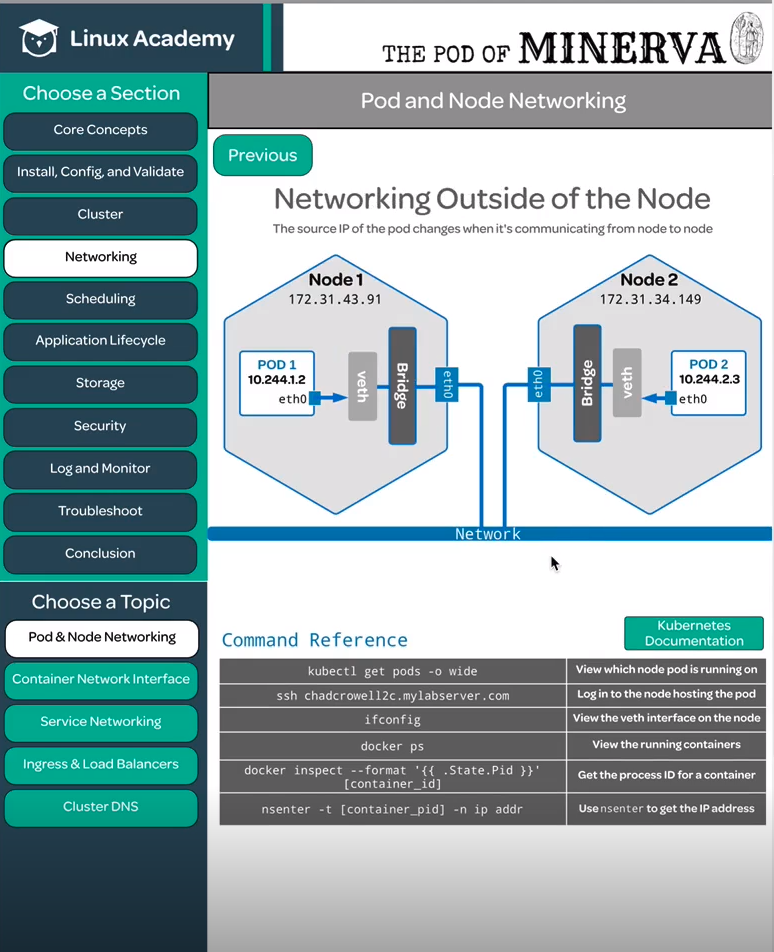 Linux Academy
THE POD OF MINERVA
Choose a Section
Core Concepts
Install, Config, and Validate
Cluster
Networking
Scheduling
Application Lifecycle
Storage
Security
Log and Monitor
Troubleshoot
Conclusion
Choose a Topic
Pod & Node Networking
Container Network Interface
Service Networking
Ingress & Load Balancers
Cluster DNS
Pod and Node Networking
Previous
Networking Outside of the Node
The source IP of the pod changes when it's communicating from node to node
Node 1
172.31.43.91
POD 1
10.244.1.2
eth0
veth
Bridge
eth0
Node 2
172.31.34.149
eth0
Bridge
veth
POD 2
10.244.2.3
eth0
Network
Command Reference
Kubernetes
Documentation
kubectl get pods -o wide
View which node pod is running on
ssh chadcrowell2c.mylabserver.com
Log in to the node hosting the pod
ifconfig
View the veth interface on the node
docker ps
View the running containers
docker inspect --format '{{ .State.Pid }}'
[container_id]
Get the process ID for a container
nsenter -t [container_pid] -n ip addr
Use nsenter to get the IP address